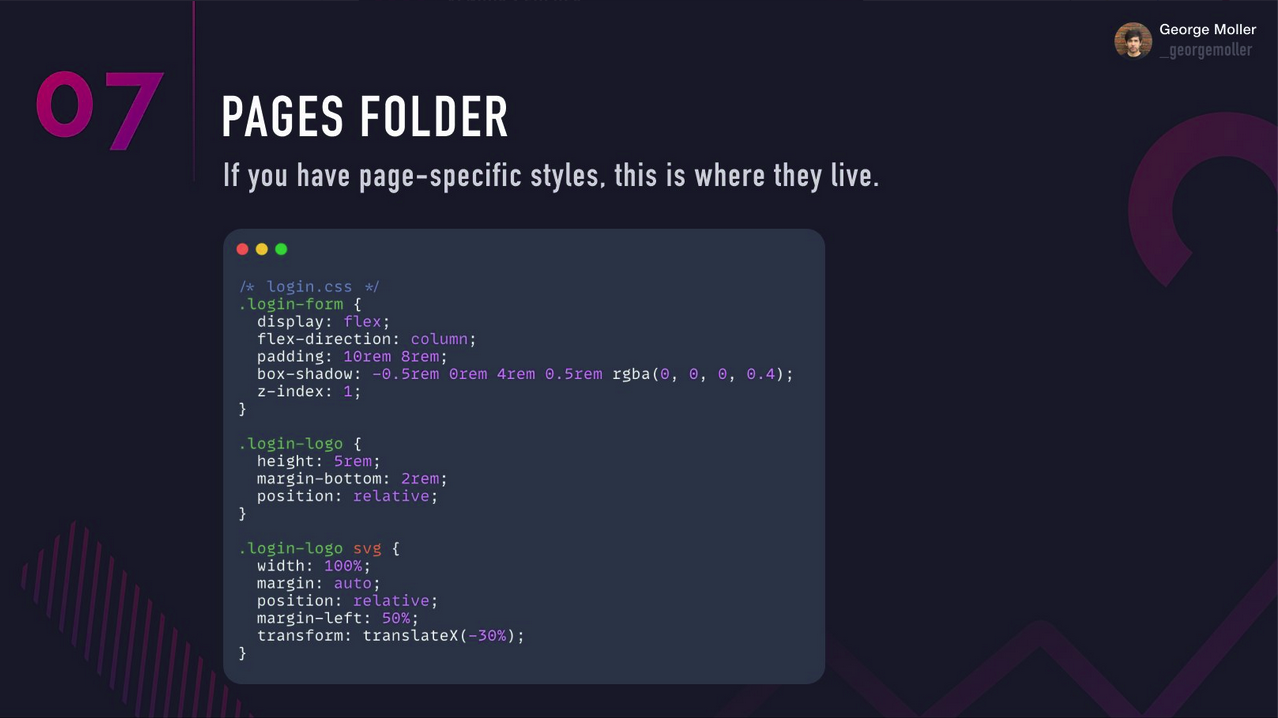 George Moller
_georgemoller
07
PAGES FOLDER
If you have page-specific styles, this is where they live.
/* login.css */
.login-form {
  display: flex;
  flex-direction: column;
  padding: 10rem 8rem;
  box-shadow: -0.5rem 0rem 4rem 0.5rem rgba(0, 0, 0, 0.4);
  z-index: 1;
}

.login-logo {
  height: 5rem;
  margin-bottom: 2rem;
  position: relative;
}

.login-logo svg {
  width: 100%;
  margin: auto;
  position: relative;
  margin-left: 50%;
  transform: translateX(-30%);
}